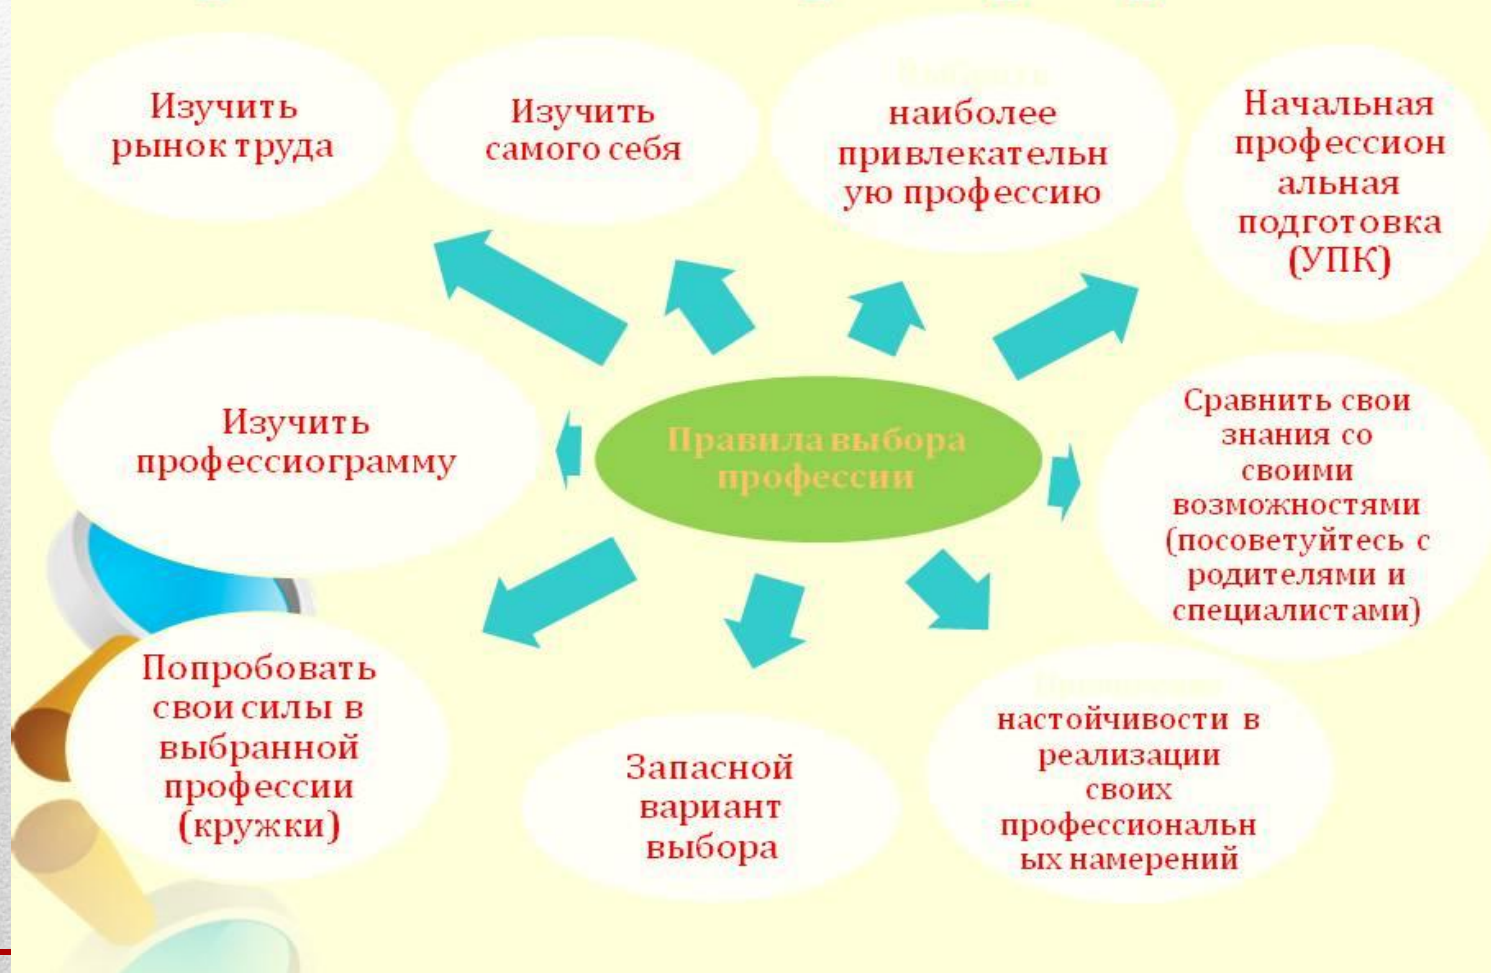 Изучить
рынок труда
Изучить
самого себя
Выбрать
наиболее
привлекательн
ую профессию
Начальная
професcион
альная
подготовка
(УПК)
Изучить
профессиограмму
Правила выбора
профессии
Сравнить свои
знания со
своими
возможностями
(посоветуйтесь с
родителями и
специалистами)
Попробовать
свои силы в
выбранной
профессии
(кружки)
Запасной
вариант
выбора
настойчивости в
реализации
своих
профессиональн
ых намерений